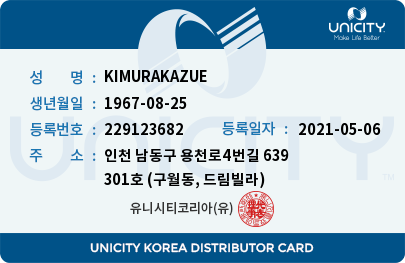 UNICITY
Make Life Better
성 명 : KIMURAKAZUE
생년월일 : 1967-08-25
등록번호 : 229123682 등록일자 : 2021-05-06
주 소 : 인천 남동구 용천로4번길 639
301호 (구월동, 드림빌라)
유니시티코리아(유)
UNICITY
UNICITY KOREA DISTRIBUTOR CARD